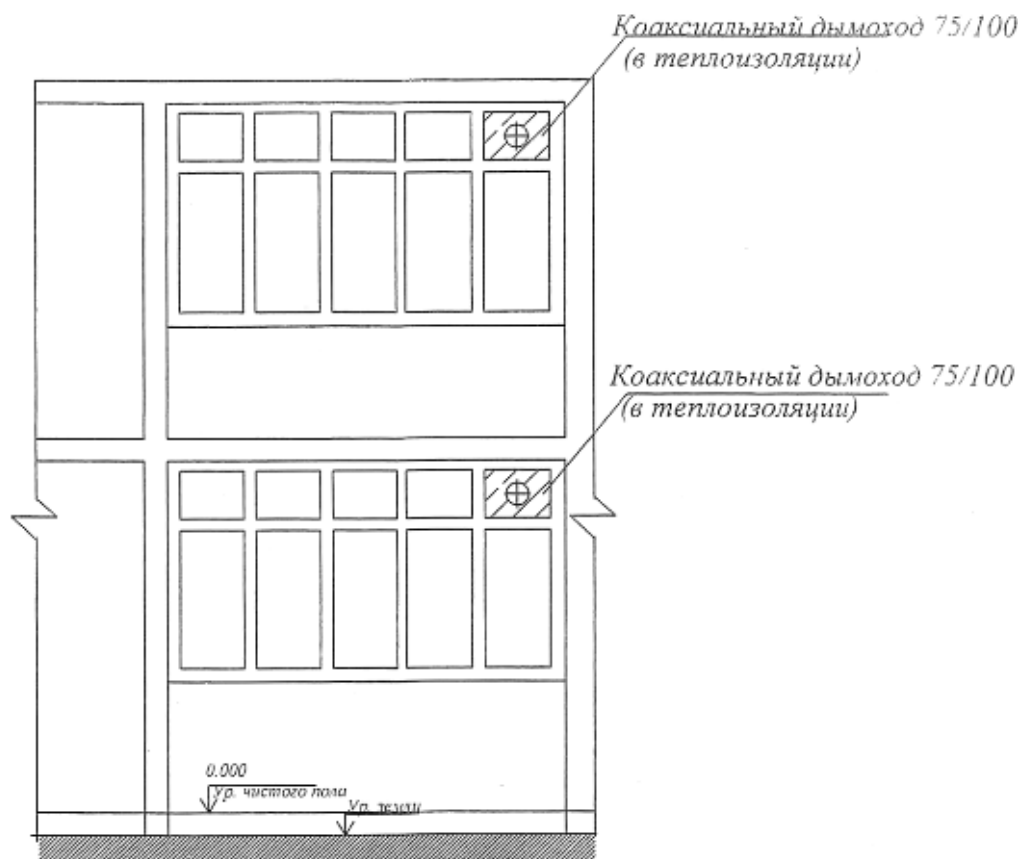 Коаксиальный дымоход 75/100
(в теплоизоляции)
Коаксиальный дымоход 75/100
(в теплоизоляции)
0.000
Ур. чистого пола
Ур. земли